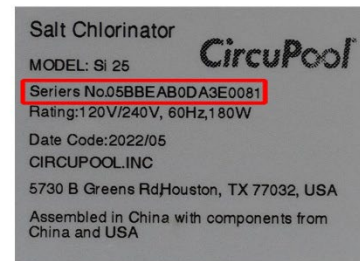 Salt Chlorinator
CircuPool
MODEL: Si 25
Seriers No.05BBEAB0DA3E0081
Rating:120V/240V, 60Hz,180W
Date Code:2022/05
CIRCUPOOL.INC
5730 B Greens Rd,Houston, TX 77032, USA
Assembled in China with components from
China and USA